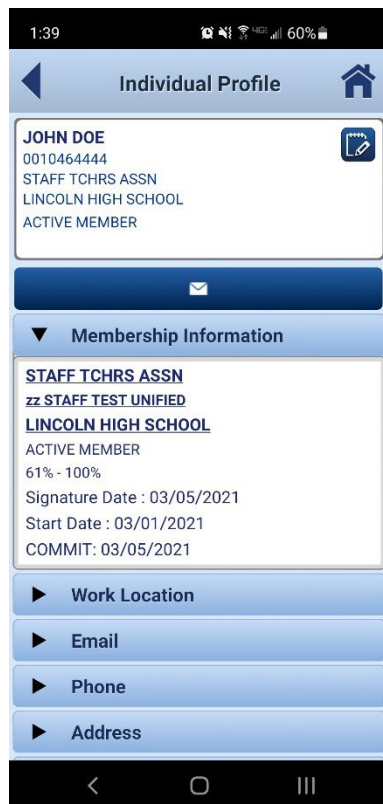 1:39
4GE 60%
Individual Profile
JOHN DOE
0010464444
STAFF TCHRS ASSN
LINCOLN HIGH SCHOOL
ACTIVE MEMBER
Membership Information
STAFF TCHRS ASSN
zz STAFF TEST UNIFIED
LINCOLN HIGH SCHOOL
ACTIVE MEMBER
61% - 100%
Signature Date : 03/05/2021
Start Date : 03/01/2021
COMMIT: 03/05/2021
Work Location
Email
Phone
Address